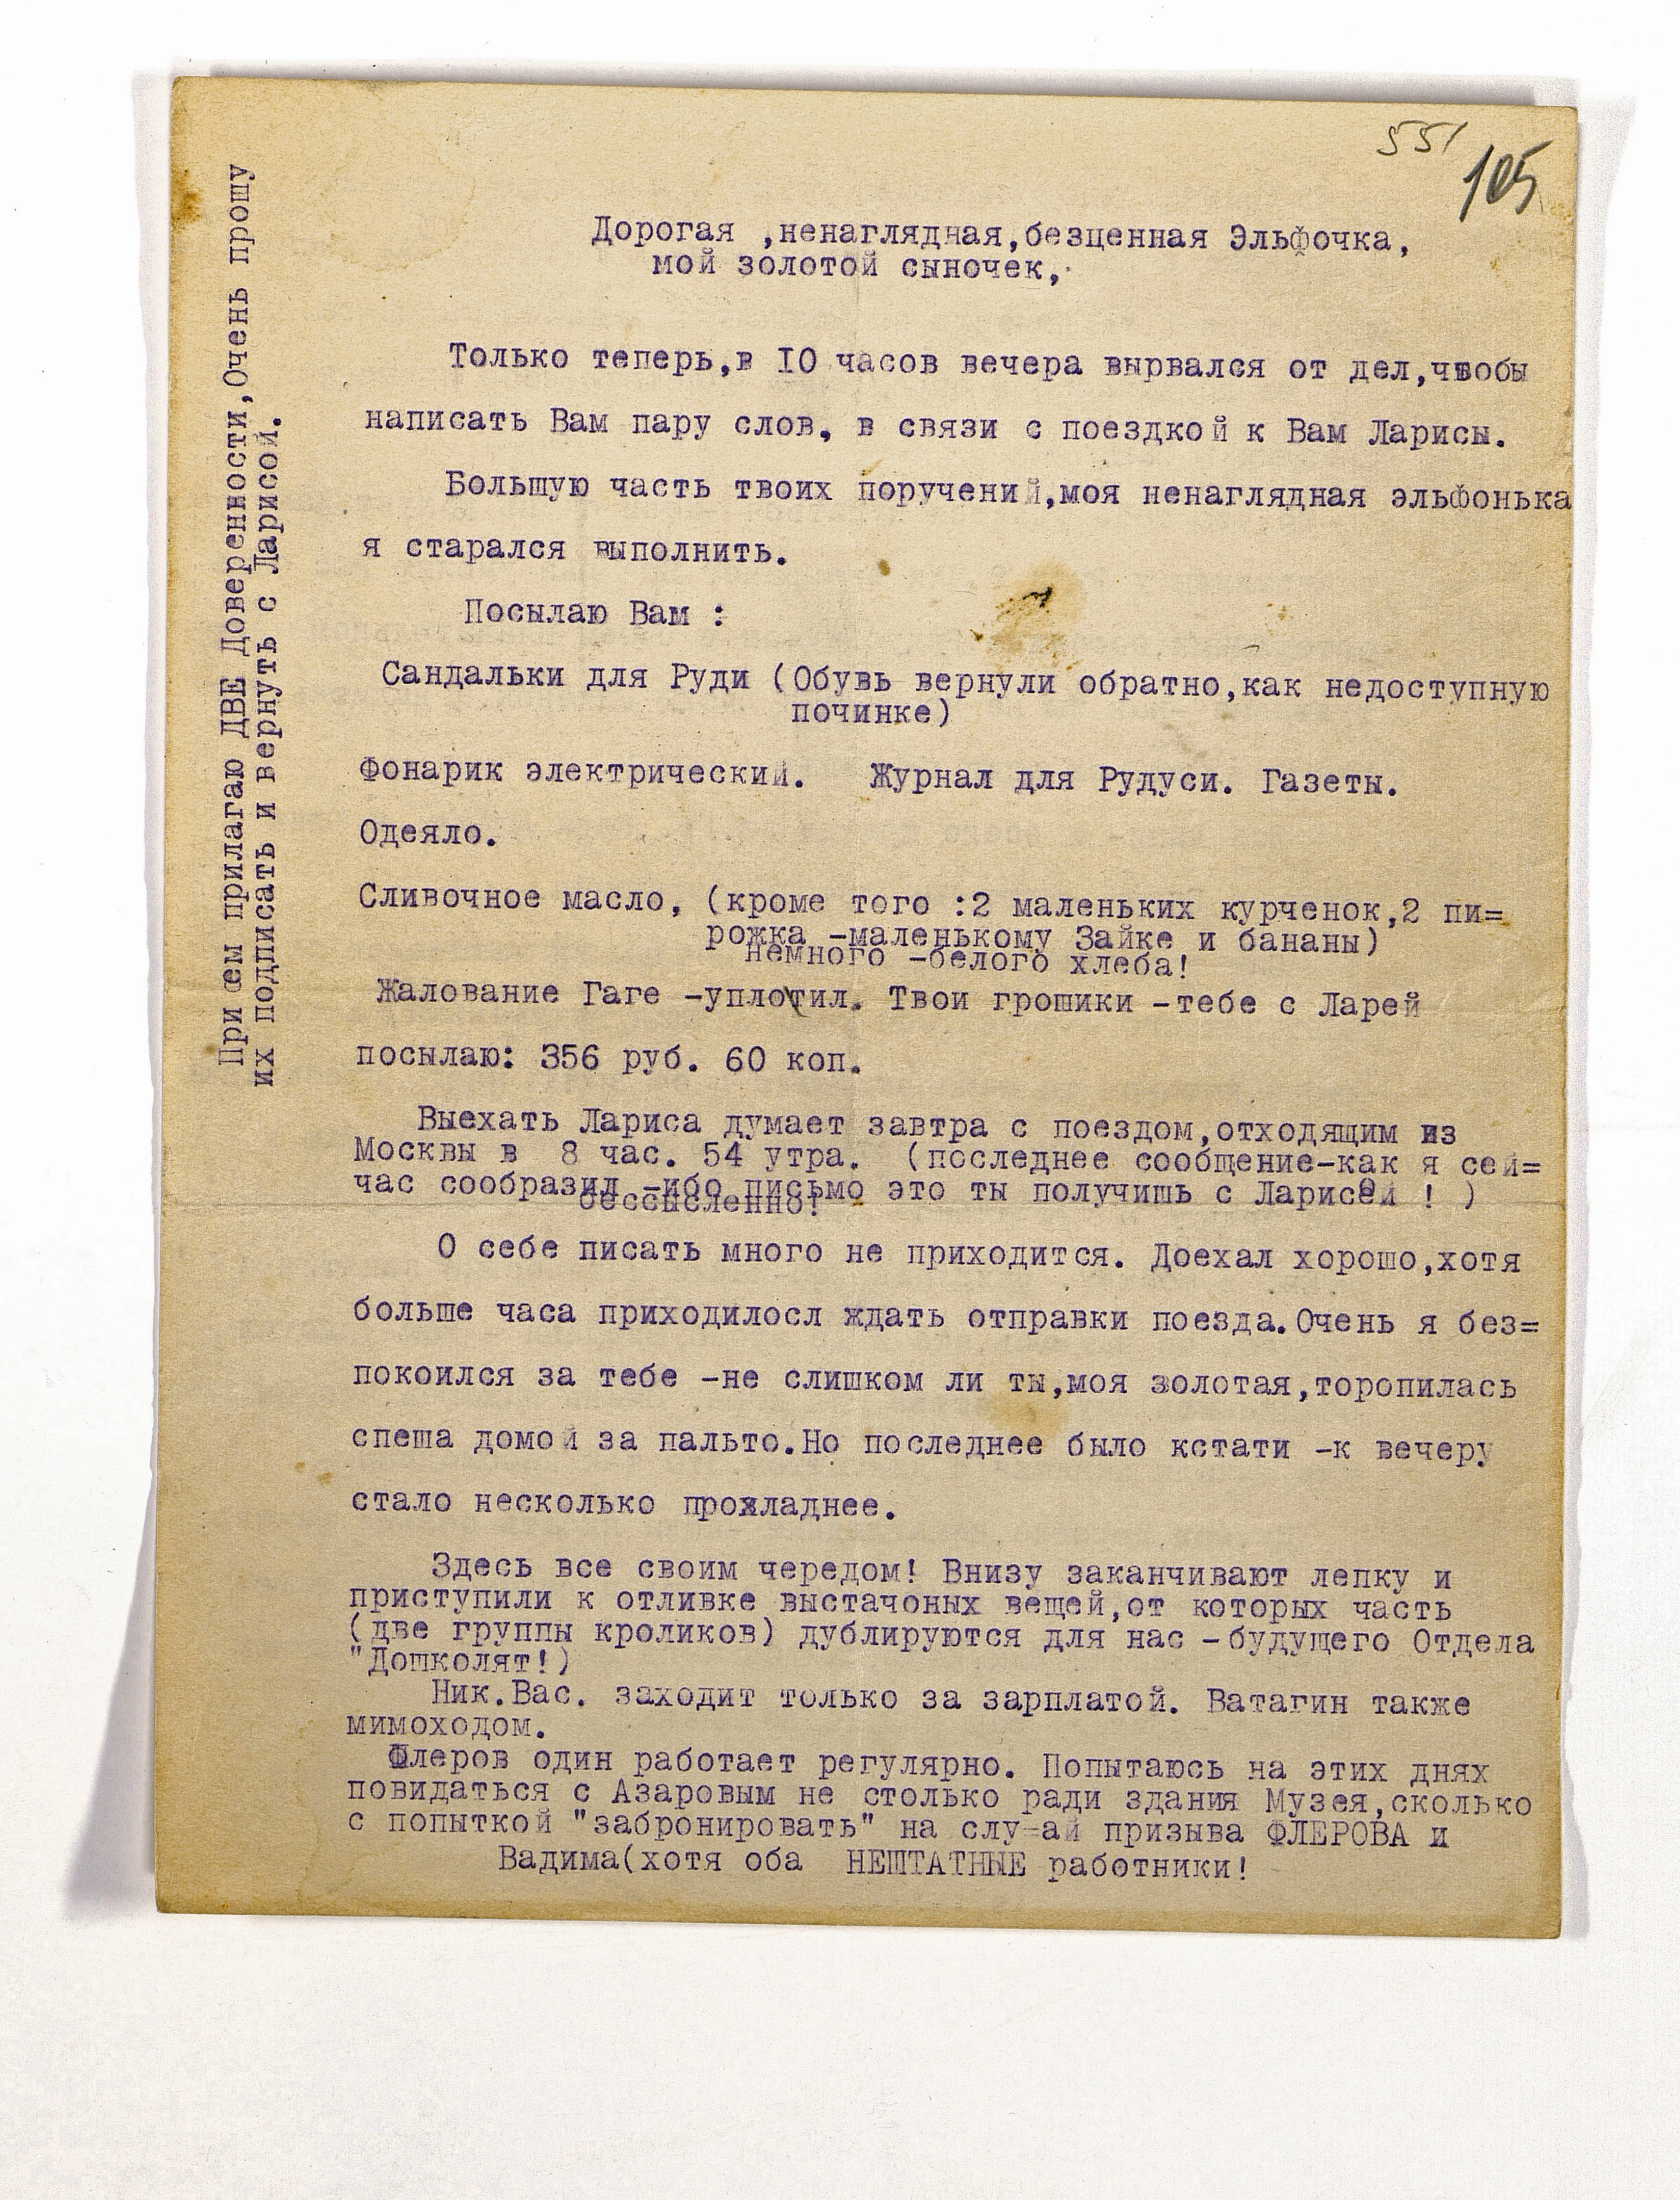 551
105
Дорогая ,ненаглядная,безценная Эльфочка,
мой золотой сыночек,
Только теперь,в IO часов вечера вырвался от дел,чтобы
написать Вам пару слов, в связи с поездкой к Вам Ларисы.
Большую часть твоих поручений,моя ненаглядная эльфонька
я старался выполнить.
Посылаю Вам :
Сандальки для Руди (Обувь вернули обратно,как недоступную
починке)
Фонарик электрический. Журнал для Рудуси. Газеты.
Одеяло.
Сливочное масло, (кроме того :2 маленьких курченок,2 пи=
рожка -маленькому Зайке и бананы)
немного -белого хлеба!
Жалование Гаге -уплотил. Твои грошики -тебе с Ларей
посылаю: 356 руб. 60 коп.
Выехать Лариса думает завтра с поездом,отходящим из
Москвы в 8 час. 54 утра. (последнее сообщение-как я сей=
час сообразил -ибо письмо это ты получишь с Ларисой ! )
бессмысленно!
О себе писать много не приходится. Доехал хорошо,хотя
больше часа приходилосл ждать отправки поезда.Очень я без=
покоился за тебе -не слишком ли ты,моя золотая,торопилась
спеша домой за пальто.Но последнее было кстати -к вечеру
стало несколько прохладнее.
Здесь все своим чередом! Внизу заканчивают лепку и
приступили к отливке выстачоных вещей,от которых часть
(две группы кроликов) дублируются для нас -будущего Отдела
"Дошколят!)
Ник.Вас. заходит только за зарплатой. Ватагин также
мимоходом.
Флеров один работает регулярно. Попытаюсь на этих днях
повидаться с Азаровым не столько ради здания Музея,сколько
с попыткой "забронировать" на слу=ай призыва ФЛЕРОВА и
Вадима(хотя оба НЕШТАТНЫЕ работники!
При сем прилагаю ДВЕ Доверенности,Очень прошу
их подписать и вернуть с Ларисой.